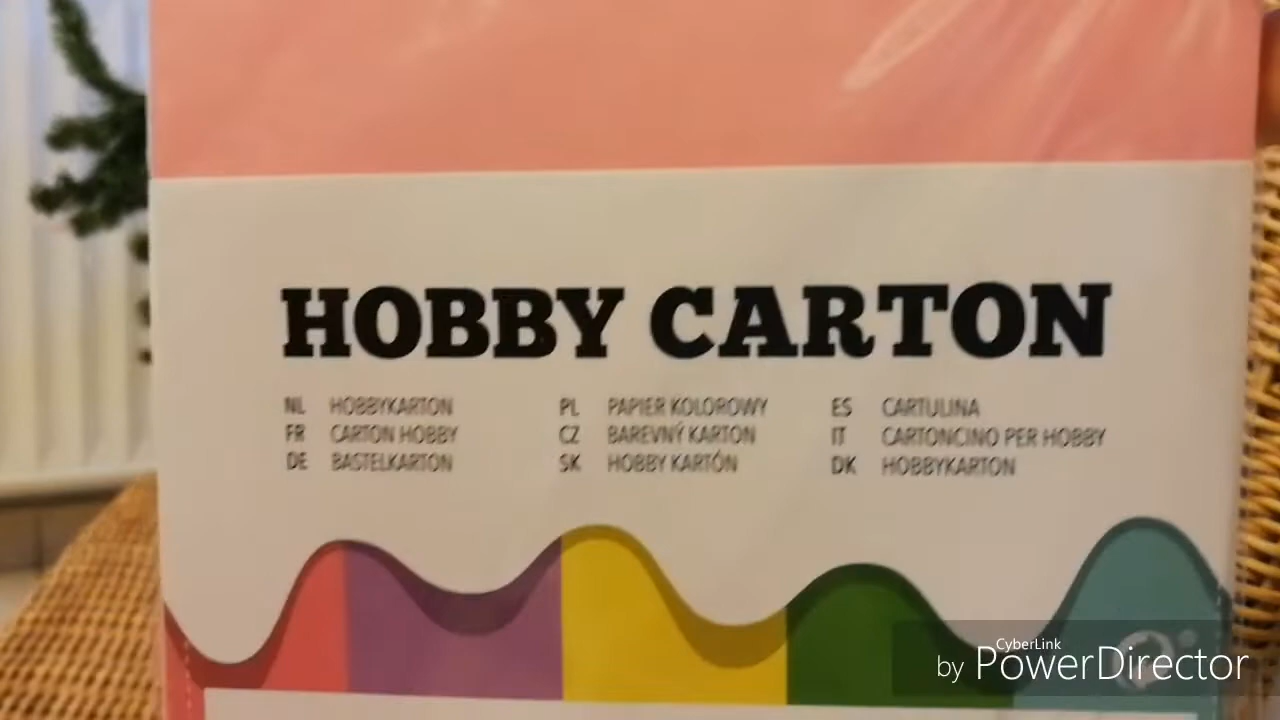 HOBBY CARTON
NL HOBBYKARTON
FR CARTON HOBBY
DE BASTELKARTON
PL PAPIER KOLOROWY
CZ BAREVNÝ KARTON
SK HOBBY KARTÓN
ES CARTULINA
IT CARTONCINO PER HOBBY
DK HOBBYKARTON
CyberLink
by PowerDirector